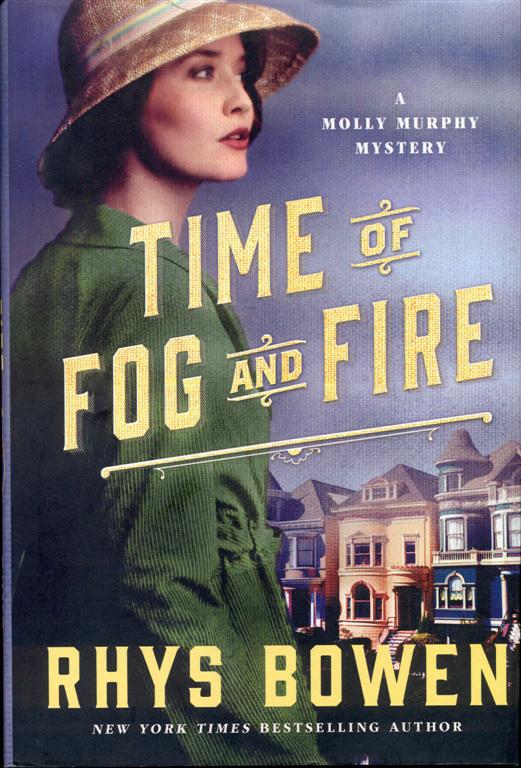 A
MOLLY MURPHY
MYSTERY
TIME OF
FOG AND FIRE
RHYS BOWEN
NEW YORK TIMES BESTSELLING AUTHOR